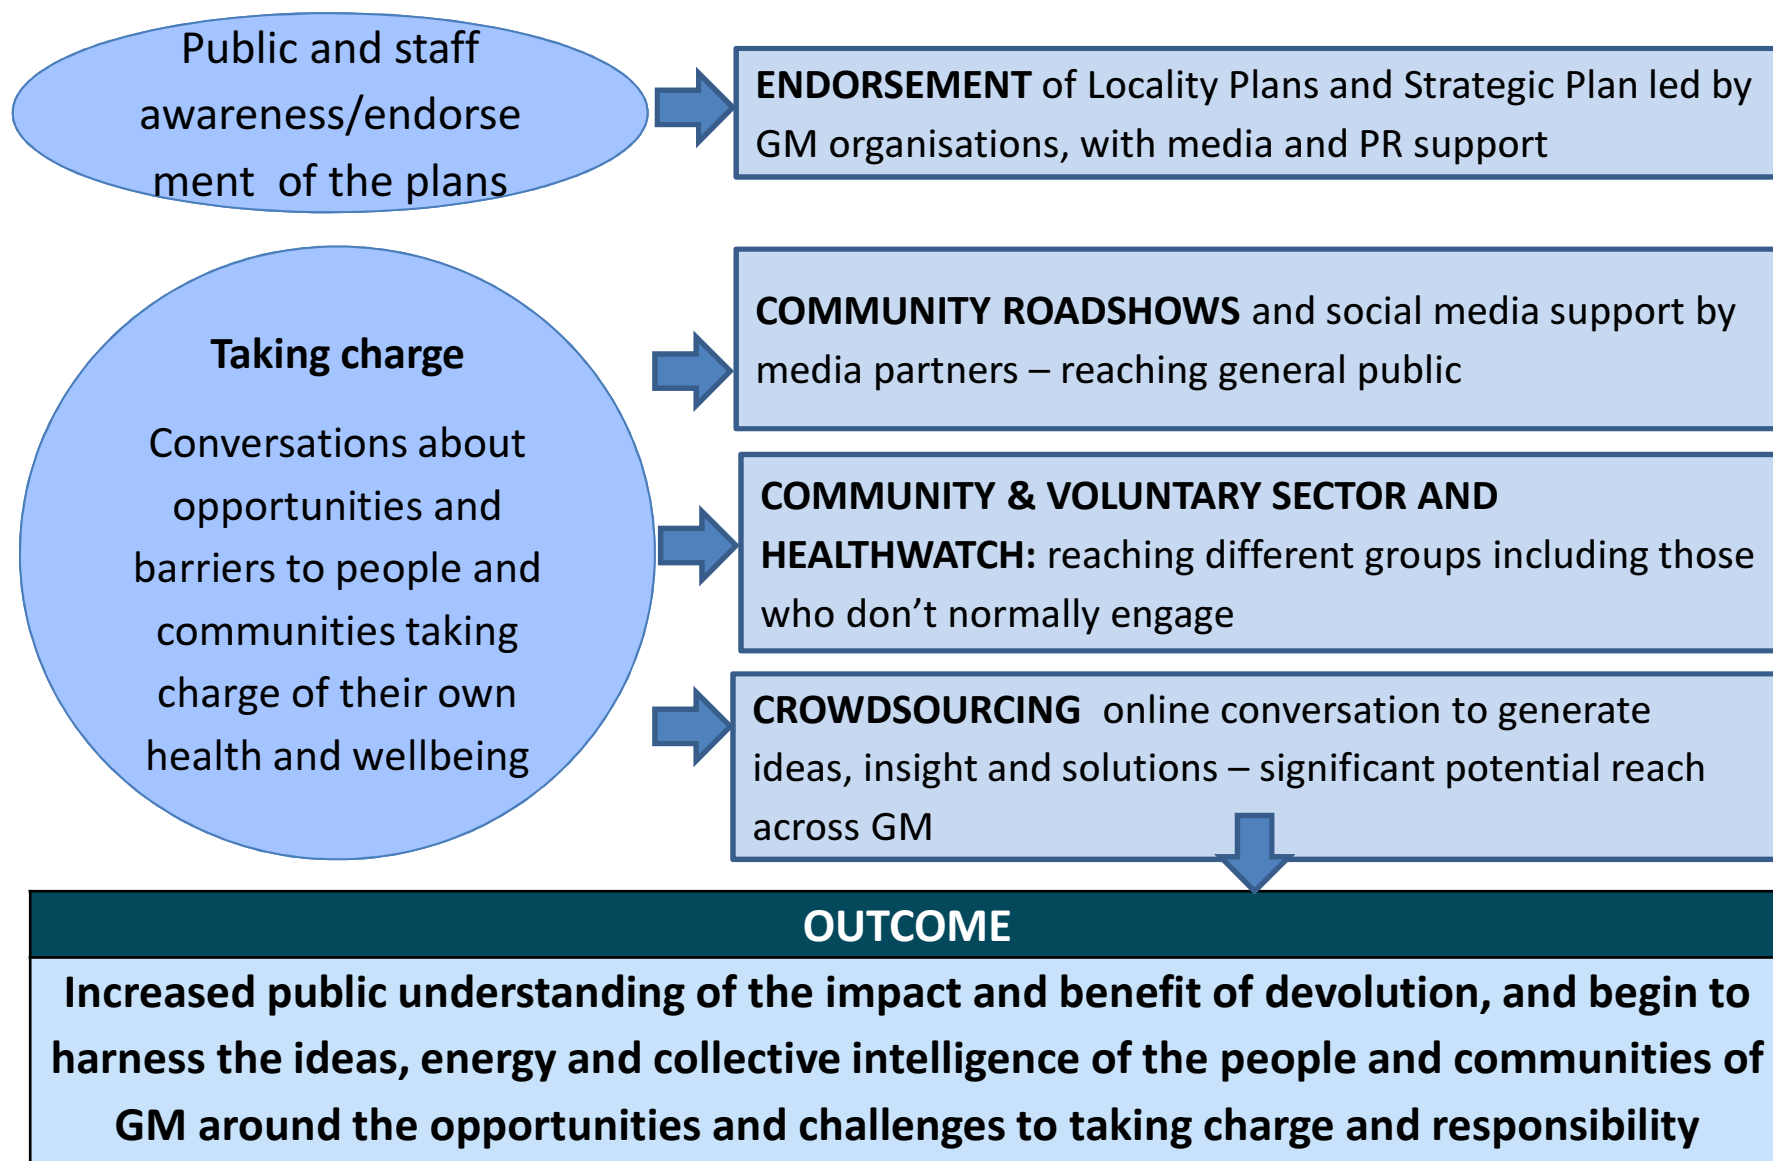 Public and staff
awareness/endorse
ment of the plans
ENDORSEMENT of Locality Plans and Strategic Plan led by
GM organisations, with media and PR support
Taking charge
Conversations about
opportunities and
barriers to people and
communities taking
charge of their own
health and wellbeing
COMMUNITY ROADSHOWS and social media support by
media partners – reaching general public
COMMUNITY & VOLUNTARY SECTOR AND
HEALTHWATCH: reaching different groups including those
who don’t normally engage
CROWDSOURCING online conversation to generate
ideas, insight and solutions – significant potential reach
across GM
OUTCOME
Increased public understanding of the impact and benefit of devolution, and begin to
harness the ideas, energy and collective intelligence of the people and communities of
GM around the opportunities and challenges to taking charge and responsibility